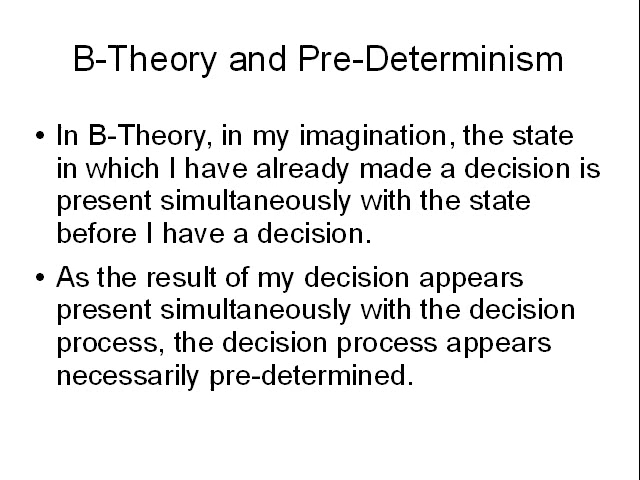 B-Theory and Pre-Determinism
• In B-Theory, in my imagination, the state
in which I have already made a decision is
present simultaneously with the state
before I have a decision.
• As the result of my decision appears
present simultaneously with the decision
process, the decision process appears
necessarily pre-determined.